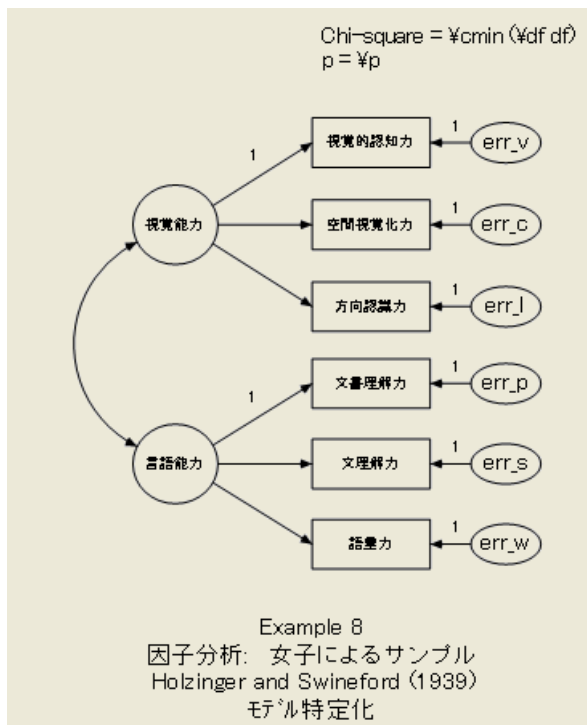 Chi-square = ¥cmin (¥df df)
p = ¥p
1
視覚的認知力
1
err_v
視覚能力
空間視覚化力
1
err_c
方向認識力
1
err_l
1
文書理解力
1
err_p
言語能力
文理解力
1
err_s
語彙力
1
err_w
Example 8
因子分析: 女子によるサンプル
Holzinger and Swineford (1939)
モデル特定化